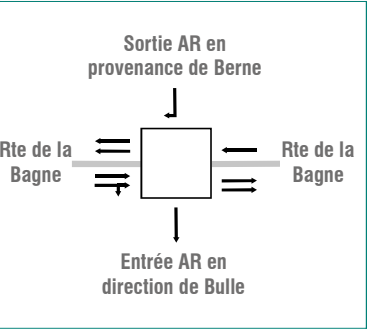 Sortie AR en
provenance de Berne
Rte de la
Bagne
Rte de la
Bagne
Entrée AR en
direction de Bulle